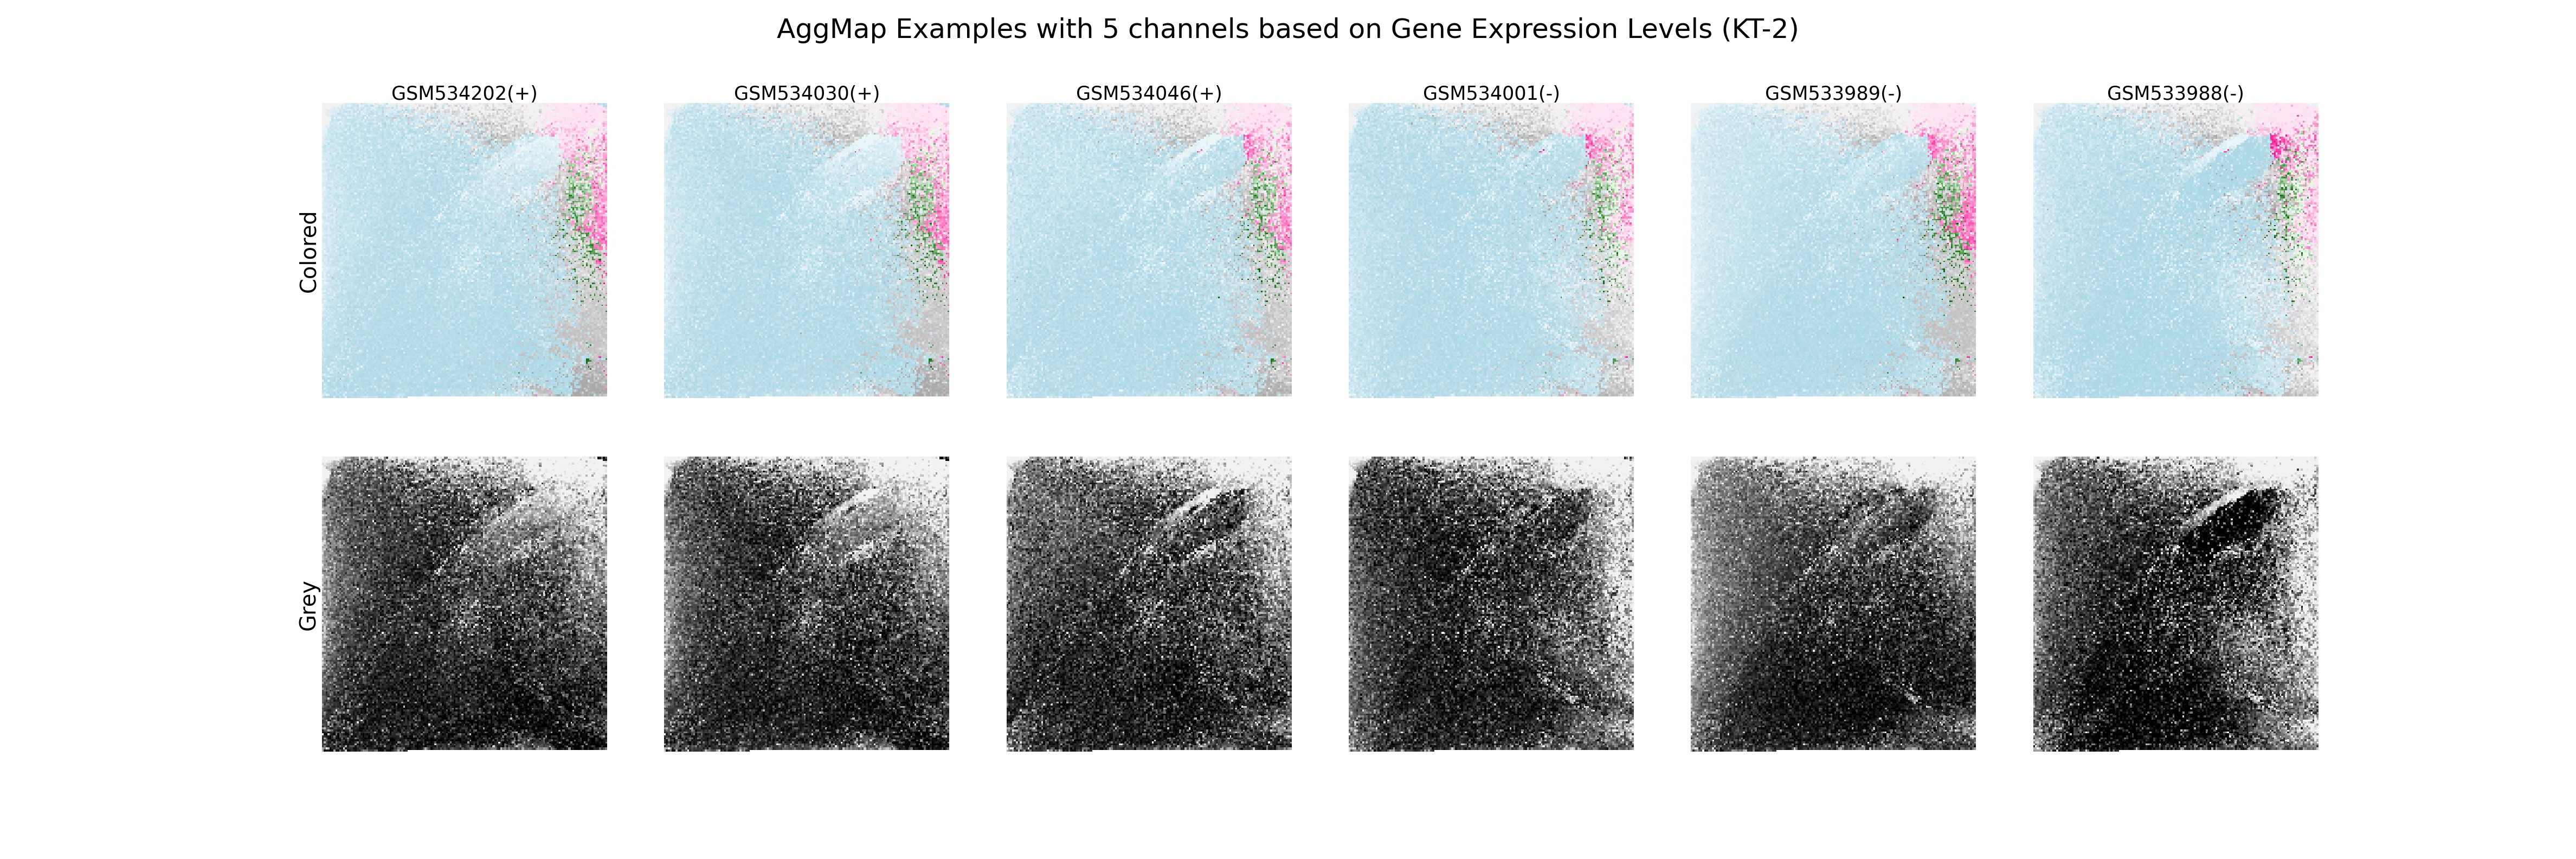 AggMap Examples with 5 channels based on Gene Expression Levels (KT-2)
GSM534202(+)
GSM534030(+)
GSM534046(+)
GSM534001(-)
GSM533989(-)
GSM533988(-)
Colored
Grey